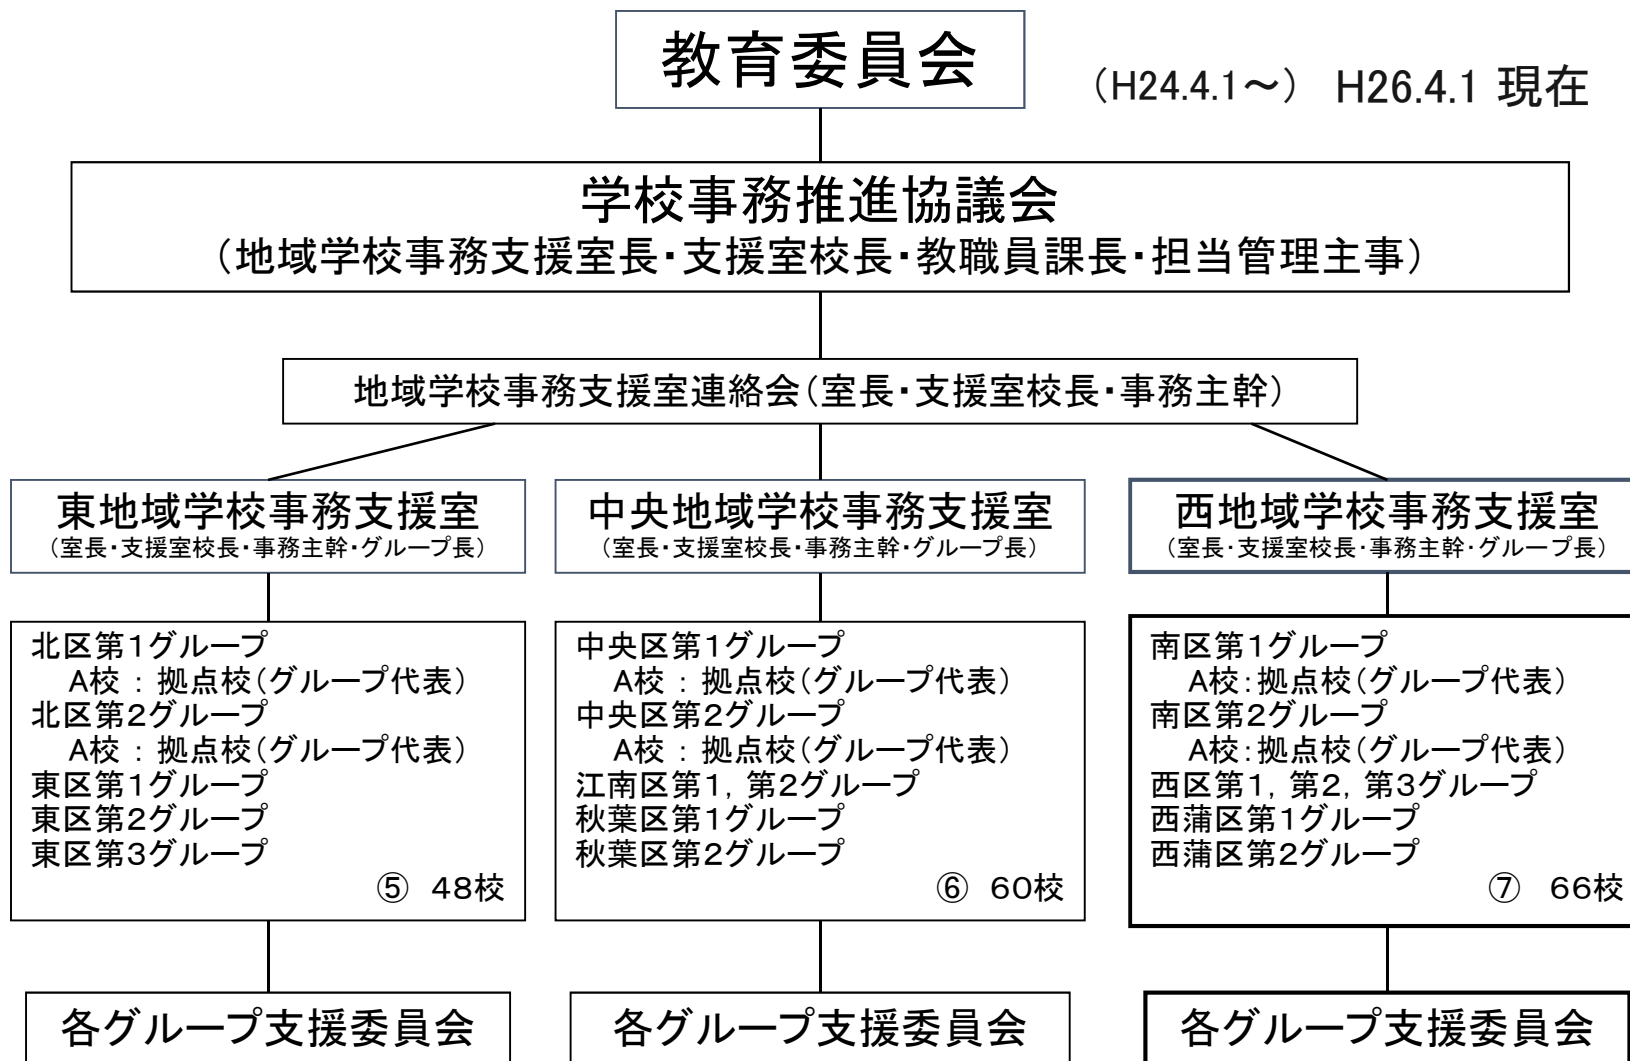 教育委員会
（H24.4.1～） H26.4.1 現在
学校事務推進協議会
（地域学校事務支援室長・支援室校長・教職員課長・担当管理主事）
地域学校事務支援室連絡会（室長・支援室校長・事務主幹）
東地域学校事務支援室
（室長・支援室校長・事務主幹・グループ長）
北区第1グループ
A校 : 拠点校（グループ代表）
北区第2グループ
A校 : 拠点校（グループ代表）
東区第1グループ
東区第2グループ
東区第3グループ
⑤ 48校
各グループ支援委員会
中央地域学校事務支援室
（室長・支援室校長・事務主幹・グループ長）
中央区第1グループ
A校 : 拠点校（グループ代表）
中央区第2グループ
A校 : 拠点校（グループ代表）
江南区第1, 第2グループ
秋葉区第1グループ
秋葉区第2グループ
⑥ 60校
各グループ支援委員会
西地域学校事務支援室
（室長・支援室校長・事務主幹・グループ長）
南区第1グループ
A校:拠点校（グループ代表）
南区第2グループ
A校:拠点校（グループ代表）
西区第1, 第2, 第3グループ
西蒲区第1グループ
西蒲区第2グループ
⑦ 66校
各グループ支援委員会